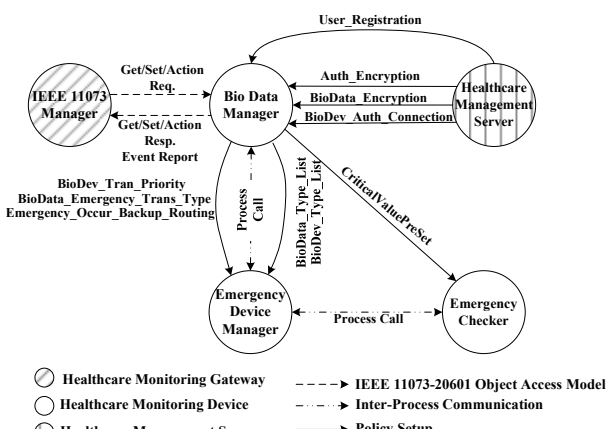 User_Registration
Get/Set/Action
Req.
Auth_Encryption
IEEE 11073
Manager
Bio Data
Manager
BioData_Encryption
Healthcare
Management
Server
BioDev_Auth_Connection
Get/Set/Action
Resp.
Event Report
BioDev_Tran_Priority
BioData_Emergency_Trans_Type
Emergency_Occur_Backup_Routing
Process
Call
BioData_Type_List
BioDev_Type_List
CriticalValuePreSet
Emergency
Device
Manager
Process Call
Emergency
Checker
Healthcare Monitoring Gateway
IEEE 11073-20601 Object Access Model
Healthcare Monitoring Device
Inter-Process Communication
Policy Setup